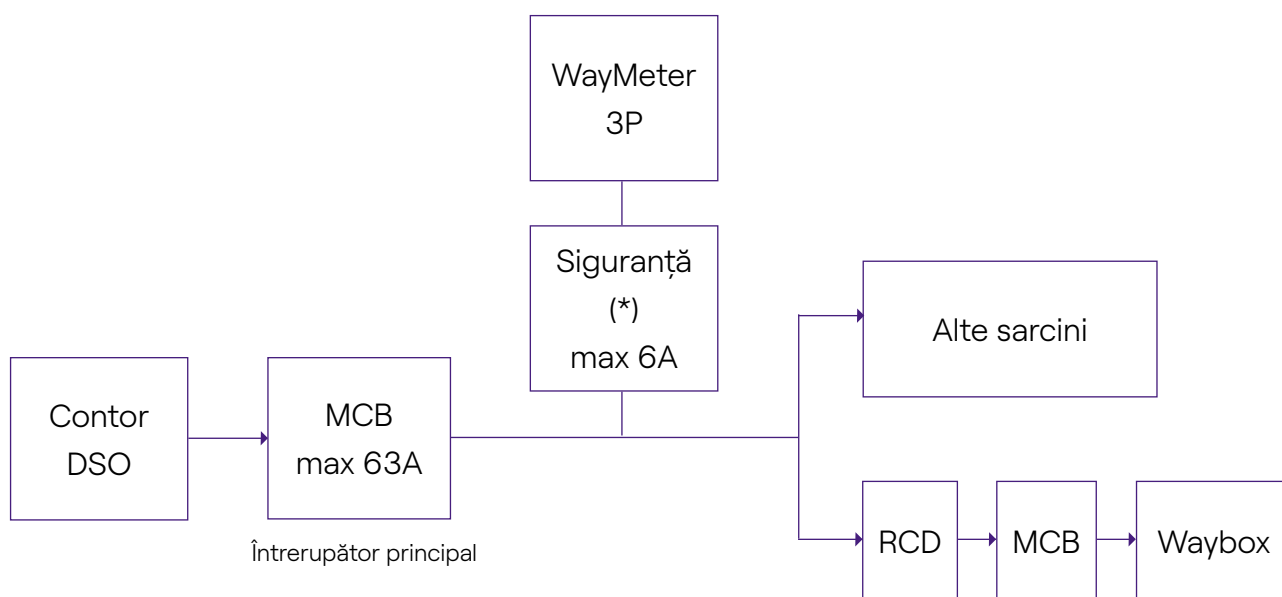 WayMeter
3P
Siguranță
(*)
max 6A
Alte sarcini
Contor
DSO
MCB
max 63A
Întrerupător principal
RCD
MCB
Waybox